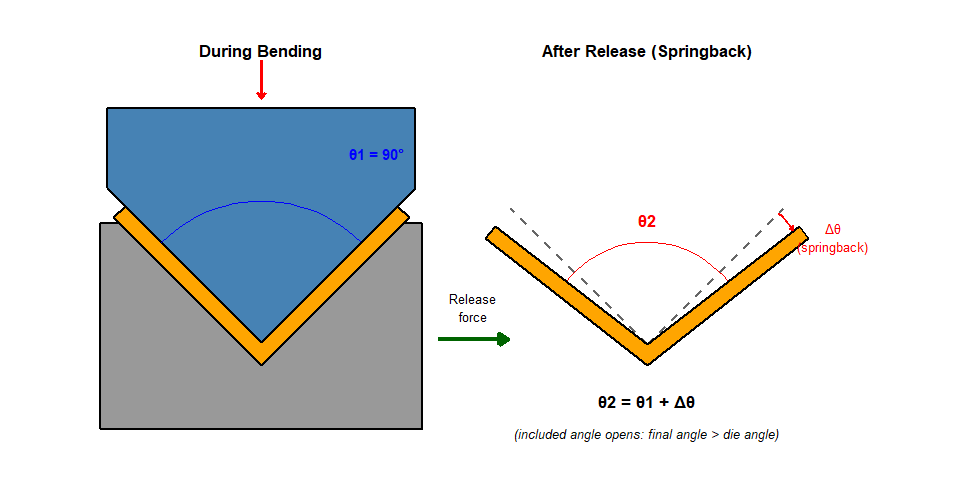 During Bending
After Release (Springback)
θ1 = 90°
θ2
Δθ
(springback)
Release
force
θ2 = θ1 + Δθ
(included angle opens: final angle > die angle)